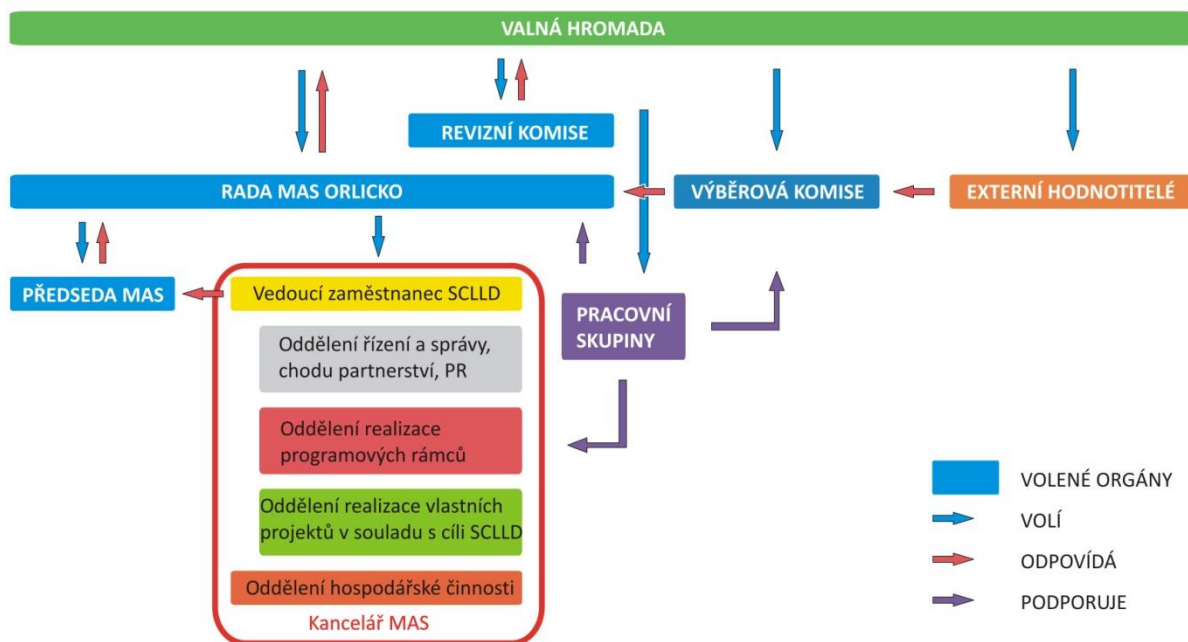 VALNÁ HROMADA
REVIZNÍ KOMISE
RADA MAS ORLICKO
VÝBĚROVÁ KOMISE
EXTERNÍ HODNOTITELÉ
PŘEDSEDA MAS
Vedoucí zaměstnanec SCLLD
Oddělení řízení a správy,
chodu partnerství, PR
Oddělení realizace
programových rámců
Oddělení realizace vlastních
projektů v souladu s cíli SCLLD
Oddělení hospodářské činnosti
Kancelář MAS
PRACOVNÍ
SKUPINY
VOLENÉ ORGÁNY
VOLÍ
ODPOVÍDÁ
PODPORUJE